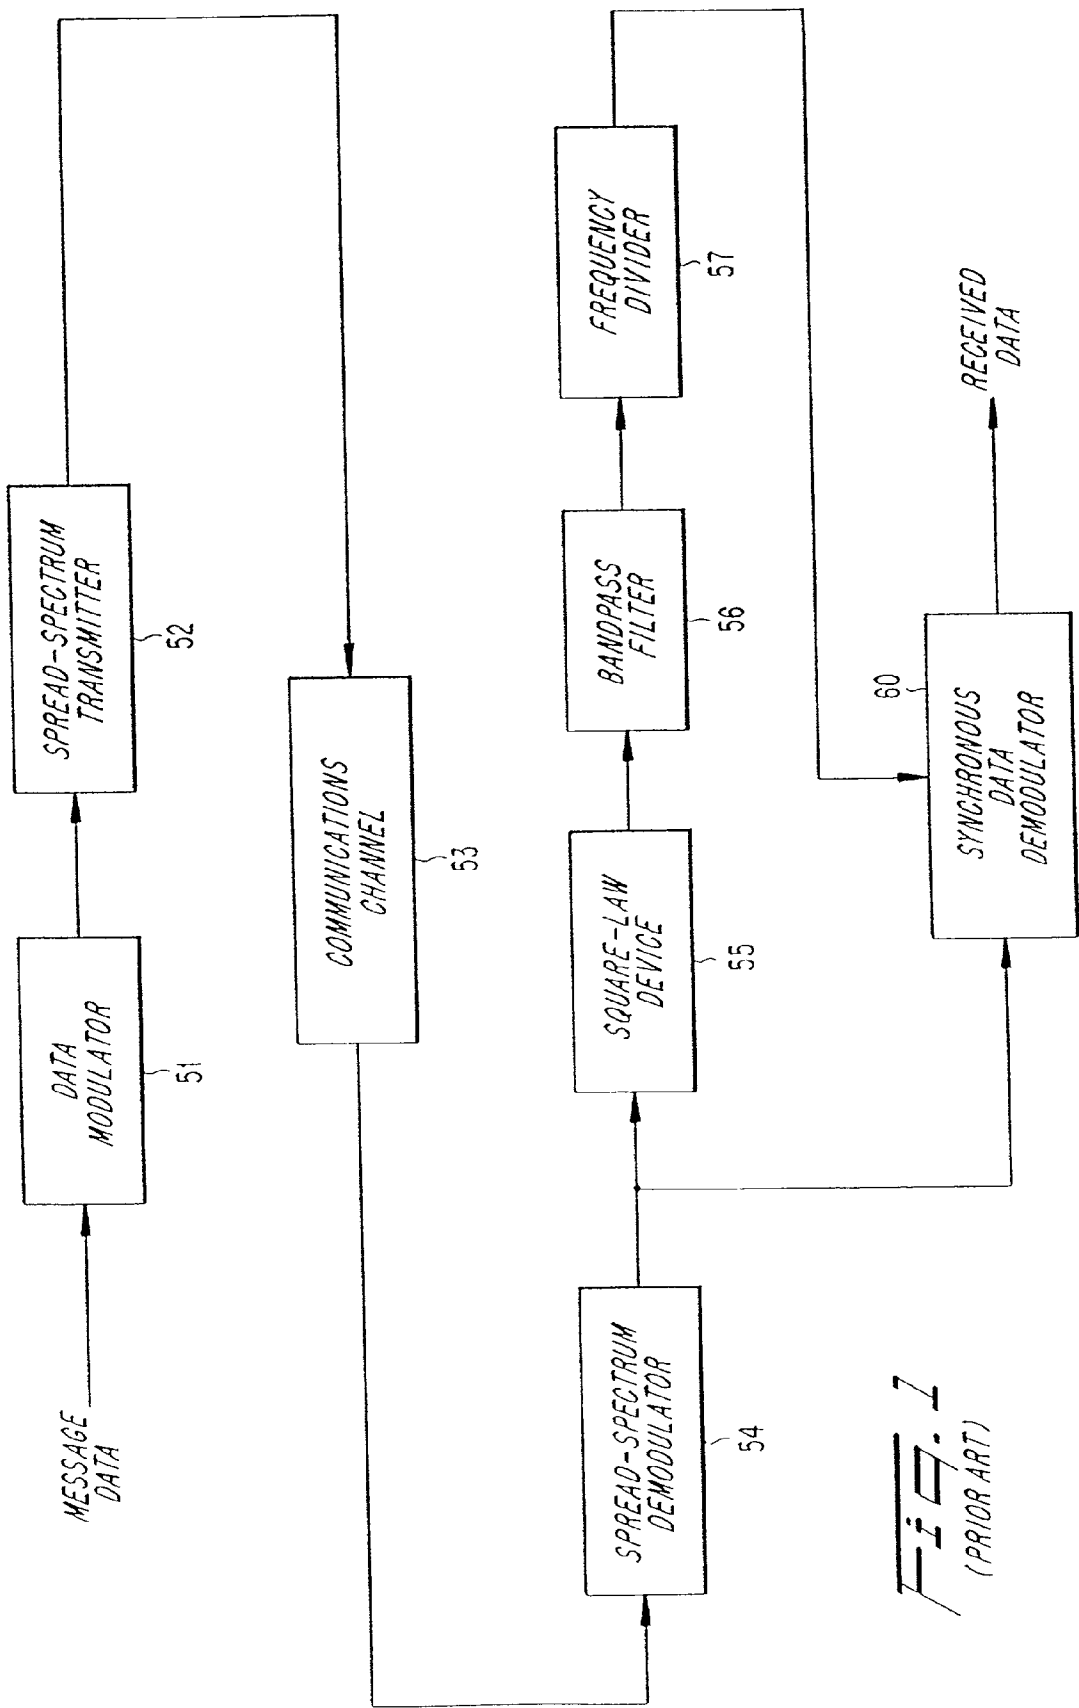 MESSAGE
DATA
DATA
MODULATOR
51
SPREAD-SPECTRUM
TRANSMITTER
52
COMMUNICATIONS
CHANNEL
53
SPREAD-SPECTRUM
DEMODULATOR
54
SQUARE-LAW
DEVICE
55
BANDPASS
FILTER
56
FREQUENCY
DIVIDER
57
60
SYNCHRONOUS
DATA
DEMODULATOR
RECEIVED
DATA
Fig. 1
(PRIOR ART)